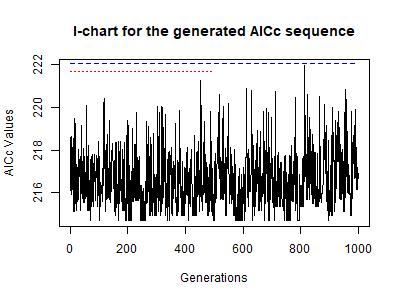 I-chart for the generated AICc sequence
AICc Values
222
220
218
216
0 200 400 600 800 1000
Generations